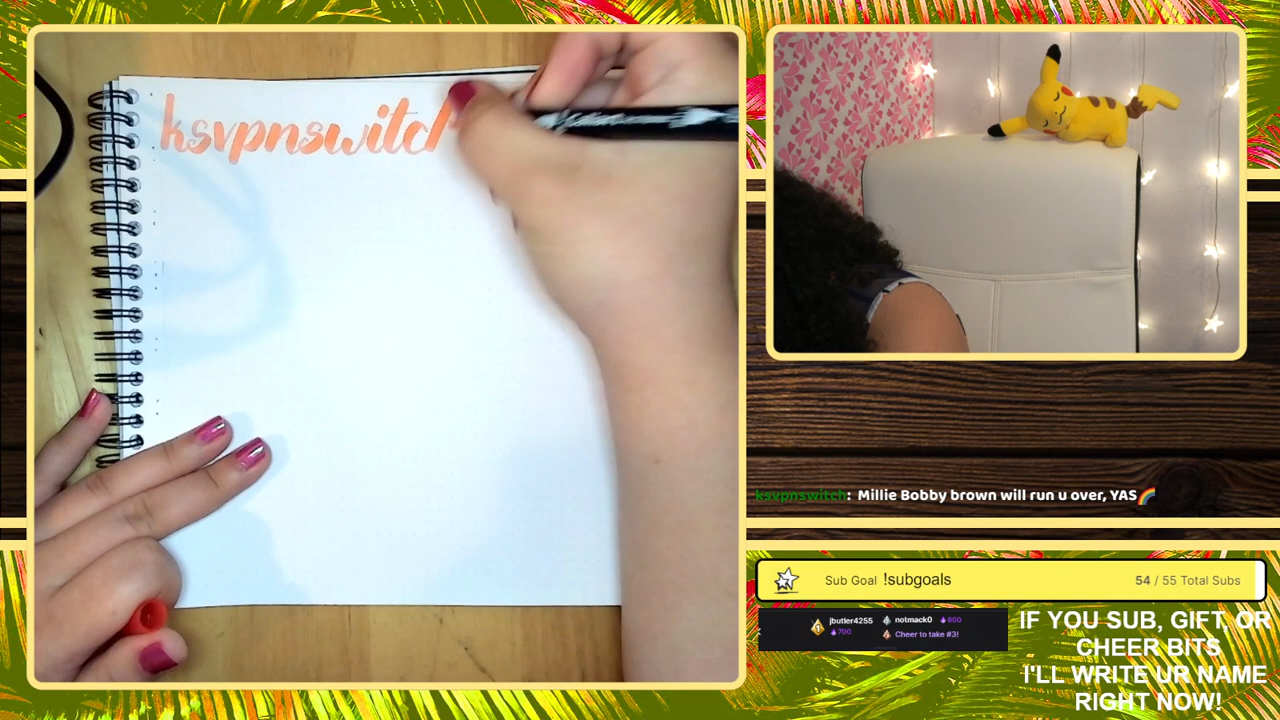 ksvpnswitch
ksvpnswitch: Millie Bobby brown will run u over, YAS🌈
Sub Goal !subgoals 54 / 55 Total Subs
1 jbutler4255 700
notmack0 600
Cheer to take #3!
IF YOU SUB, GIFT, OR
CHEER BITS
I'LL WRITE UR NAME
RIGHT NOW!